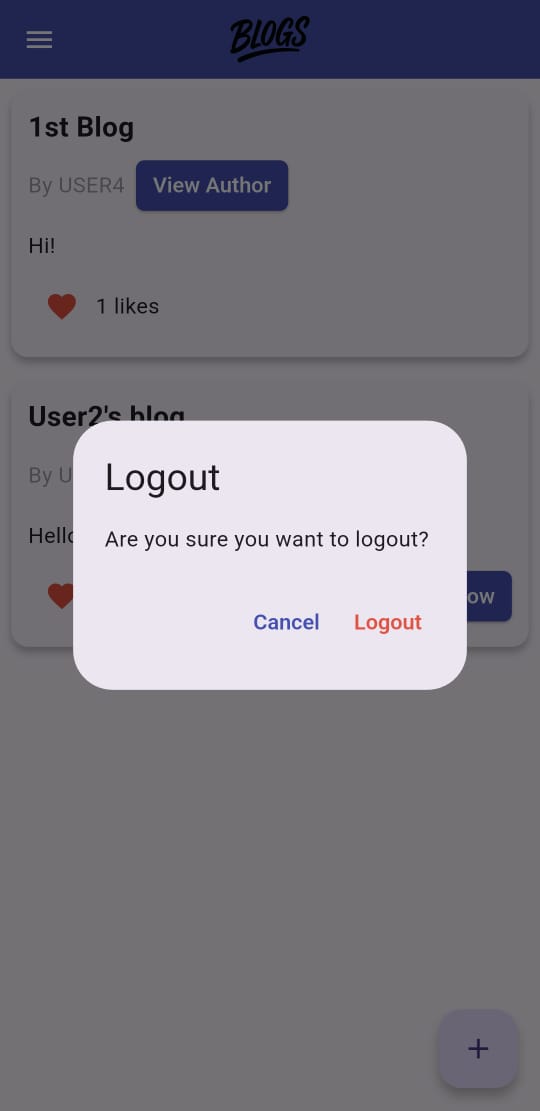 BLOGS
1st Blog
By USER4 View Author
Hi!
1 likes
User2's blog
By U
Hello
ow
Logout
Are you sure you want to logout?
Cancel Logout